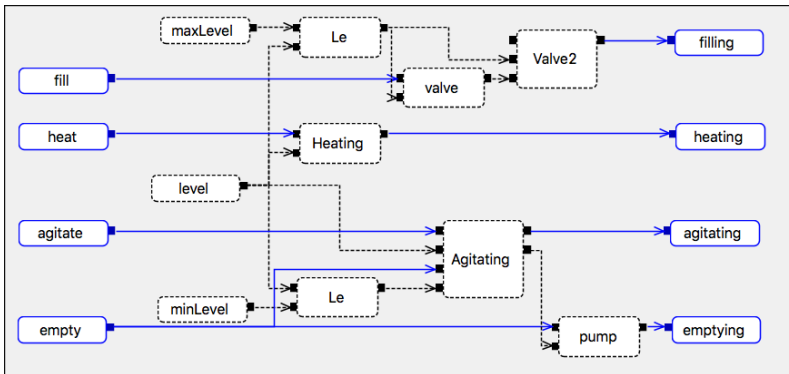 maxLevel
Le
Valve2
filling
fill
valve
heat
Heating
heating
level
agitate
Agitating
agitating
minLevel
Le
empty
pump
emptying